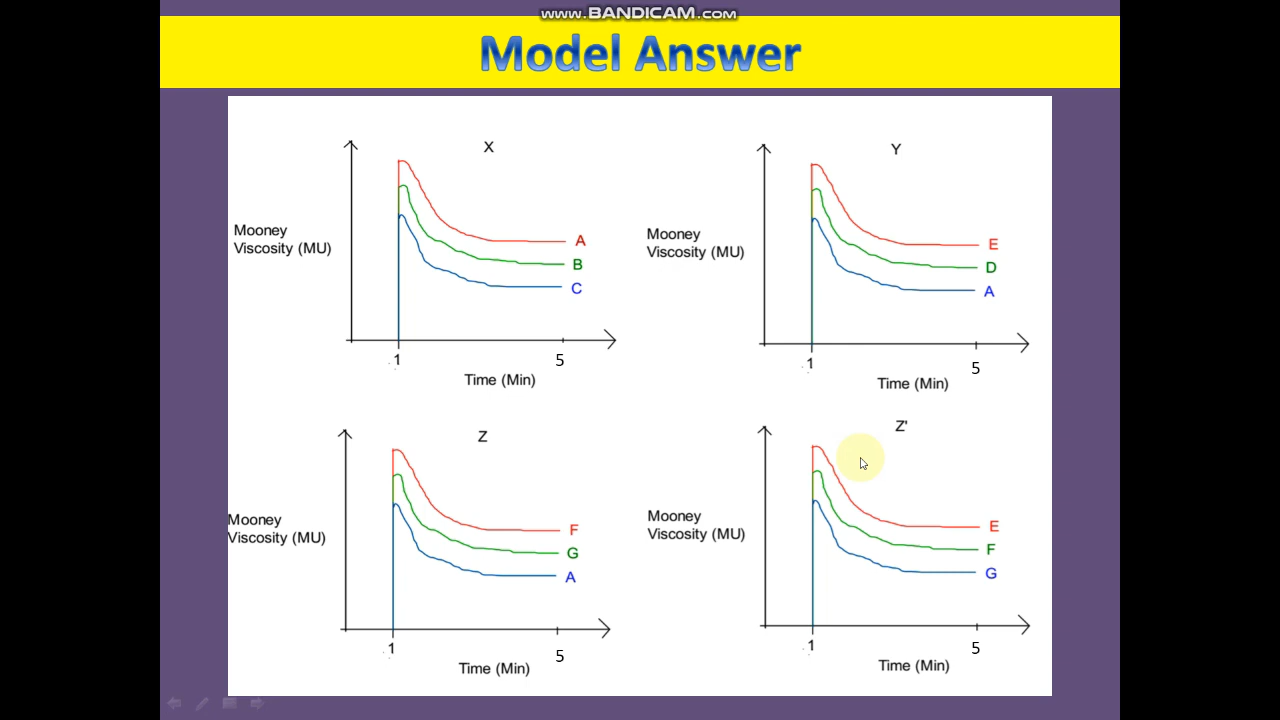 WWW.BANDICAM.COM
Model Answer
X
Mooney
Viscosity (MU)
A
B
C
1
5
Time (Min)
Y
Mooney
Viscosity (MU)
E
D
A
1
5
Time (Min)
Z
Mooney
Viscosity (MU)
F
G
A
1
5
Time (Min)
Z'
Mooney
Viscosity (MU)
E
F
G
1
5
Time (Min)